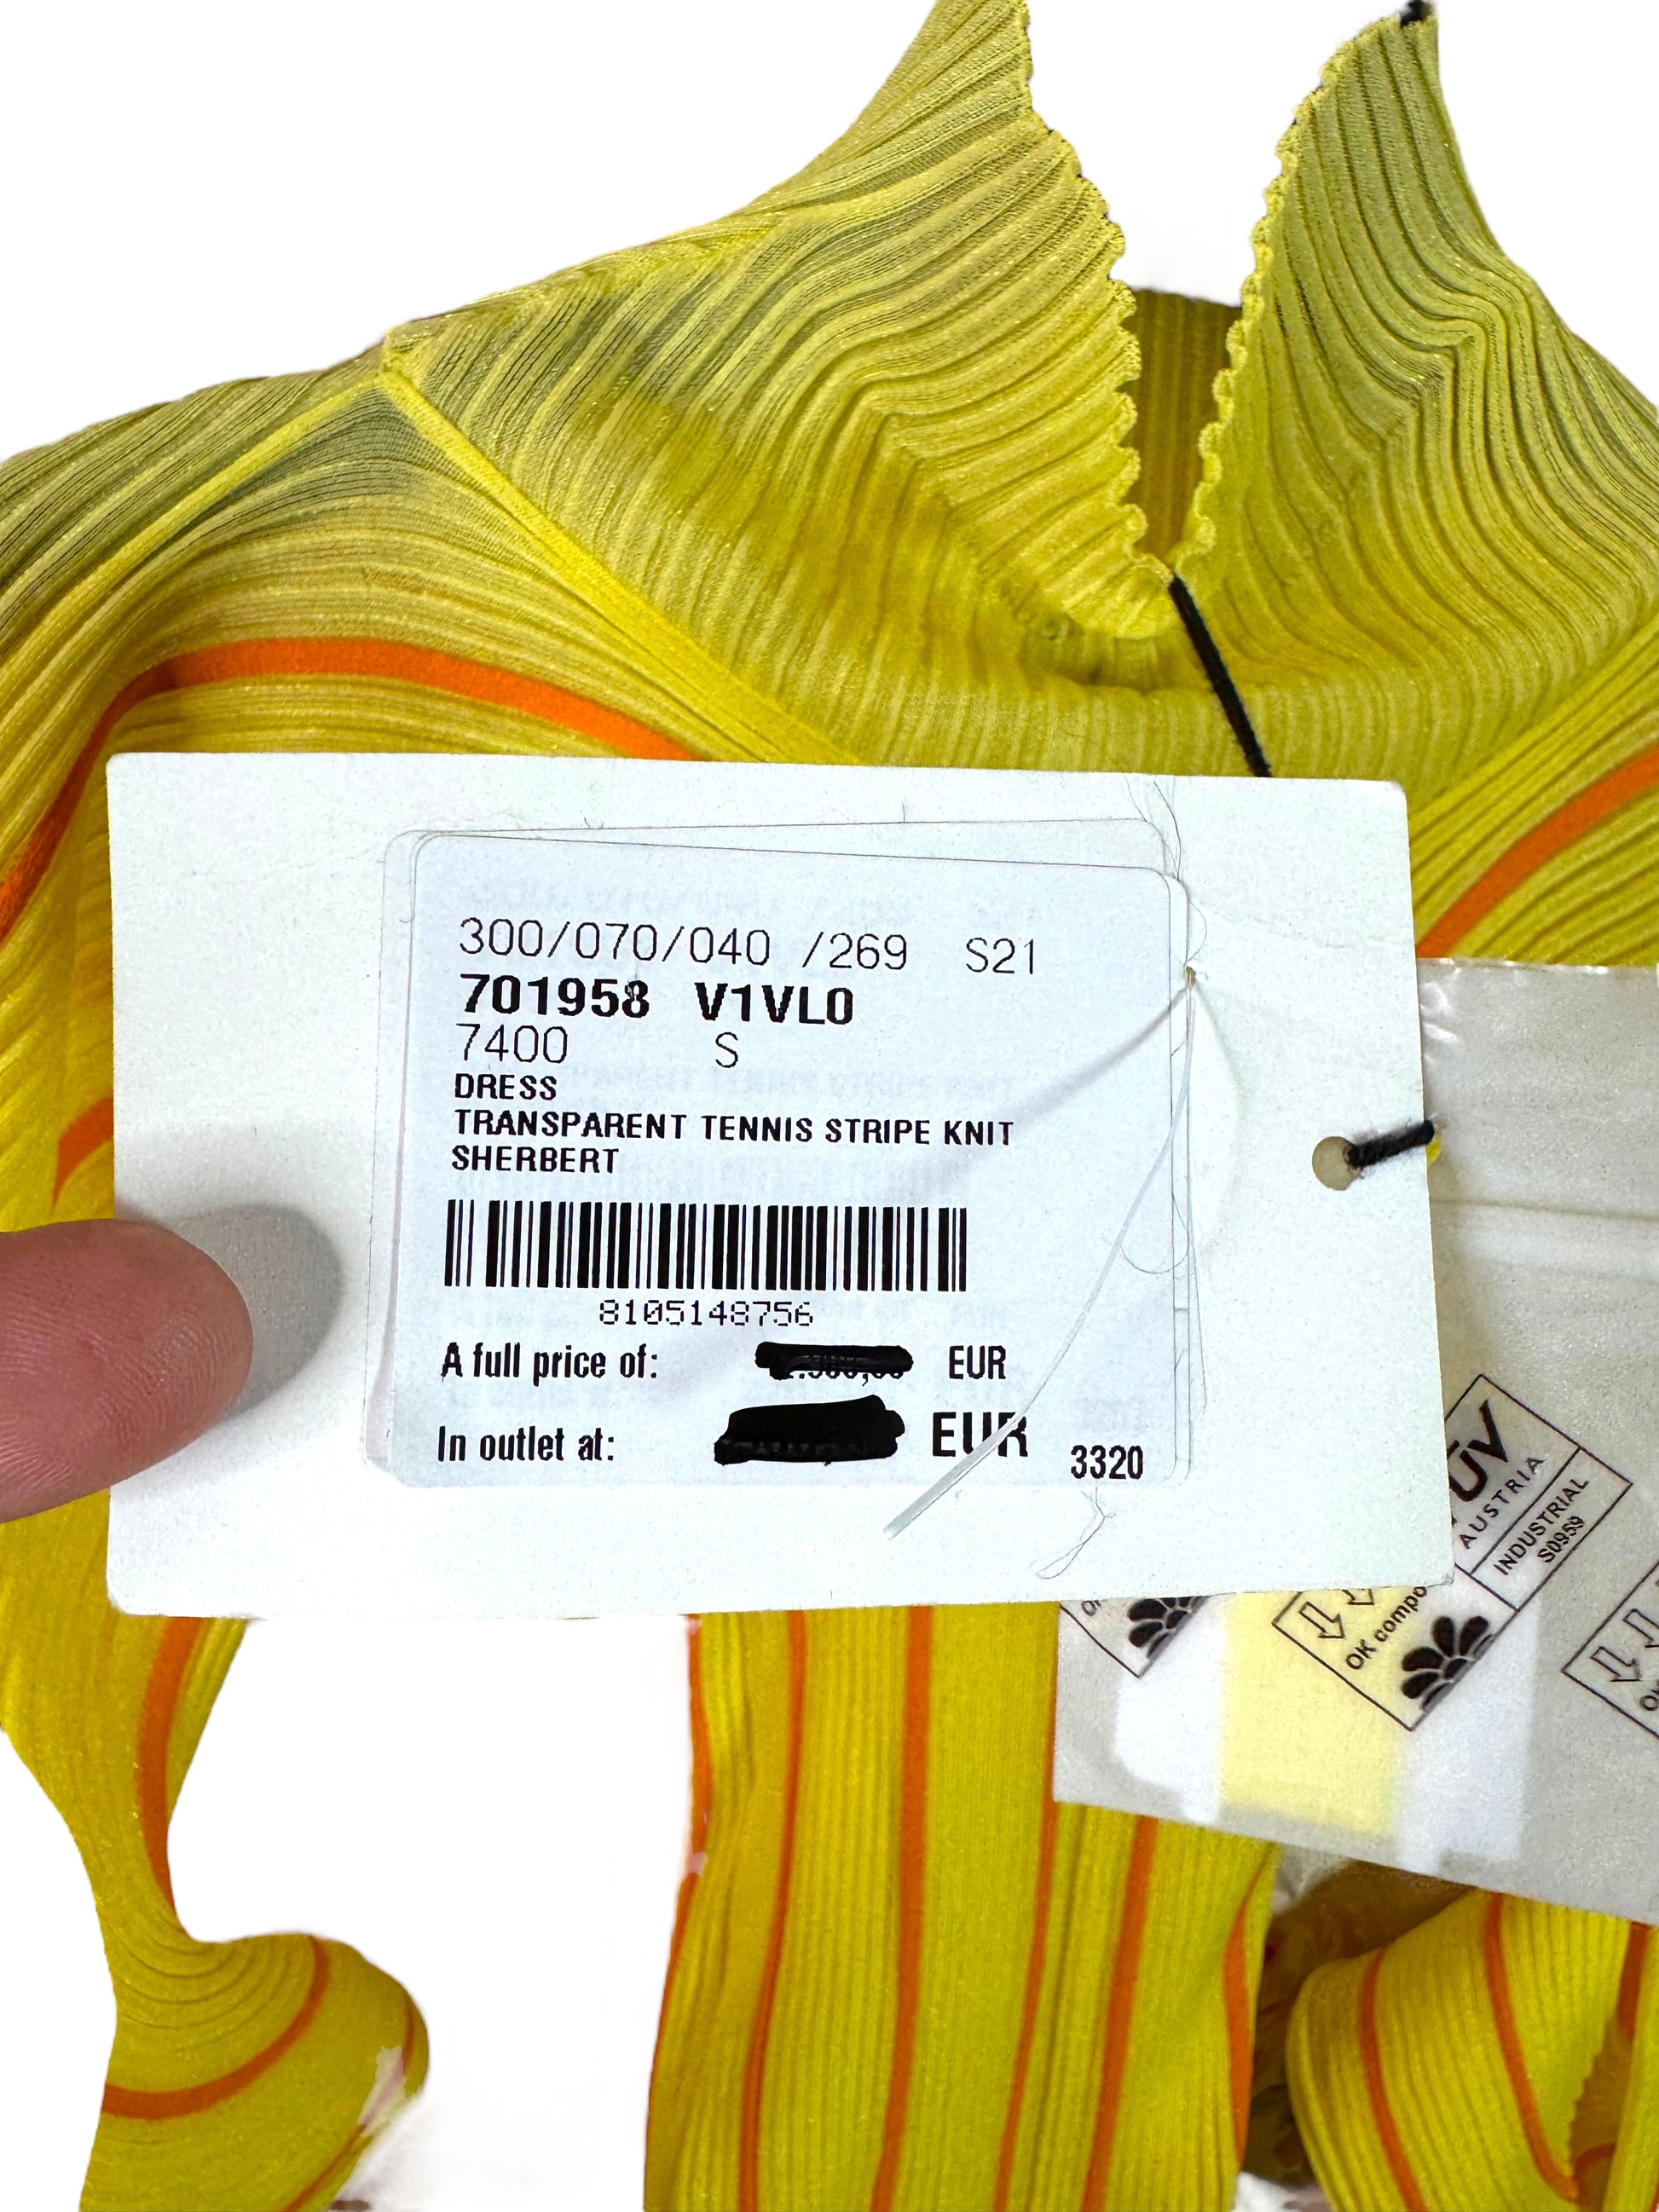 300/070/040 /269 S21
701958 V1VL0
7400 S
DRESS
TRANSPARENT TENNIS STRIPE KNIT
SHERBERT
8105148756
A full price of: EUR
In outlet at: EUR 3320
ÜV
AUSTRIA
INDUSTRIAL
S0959
OK compo